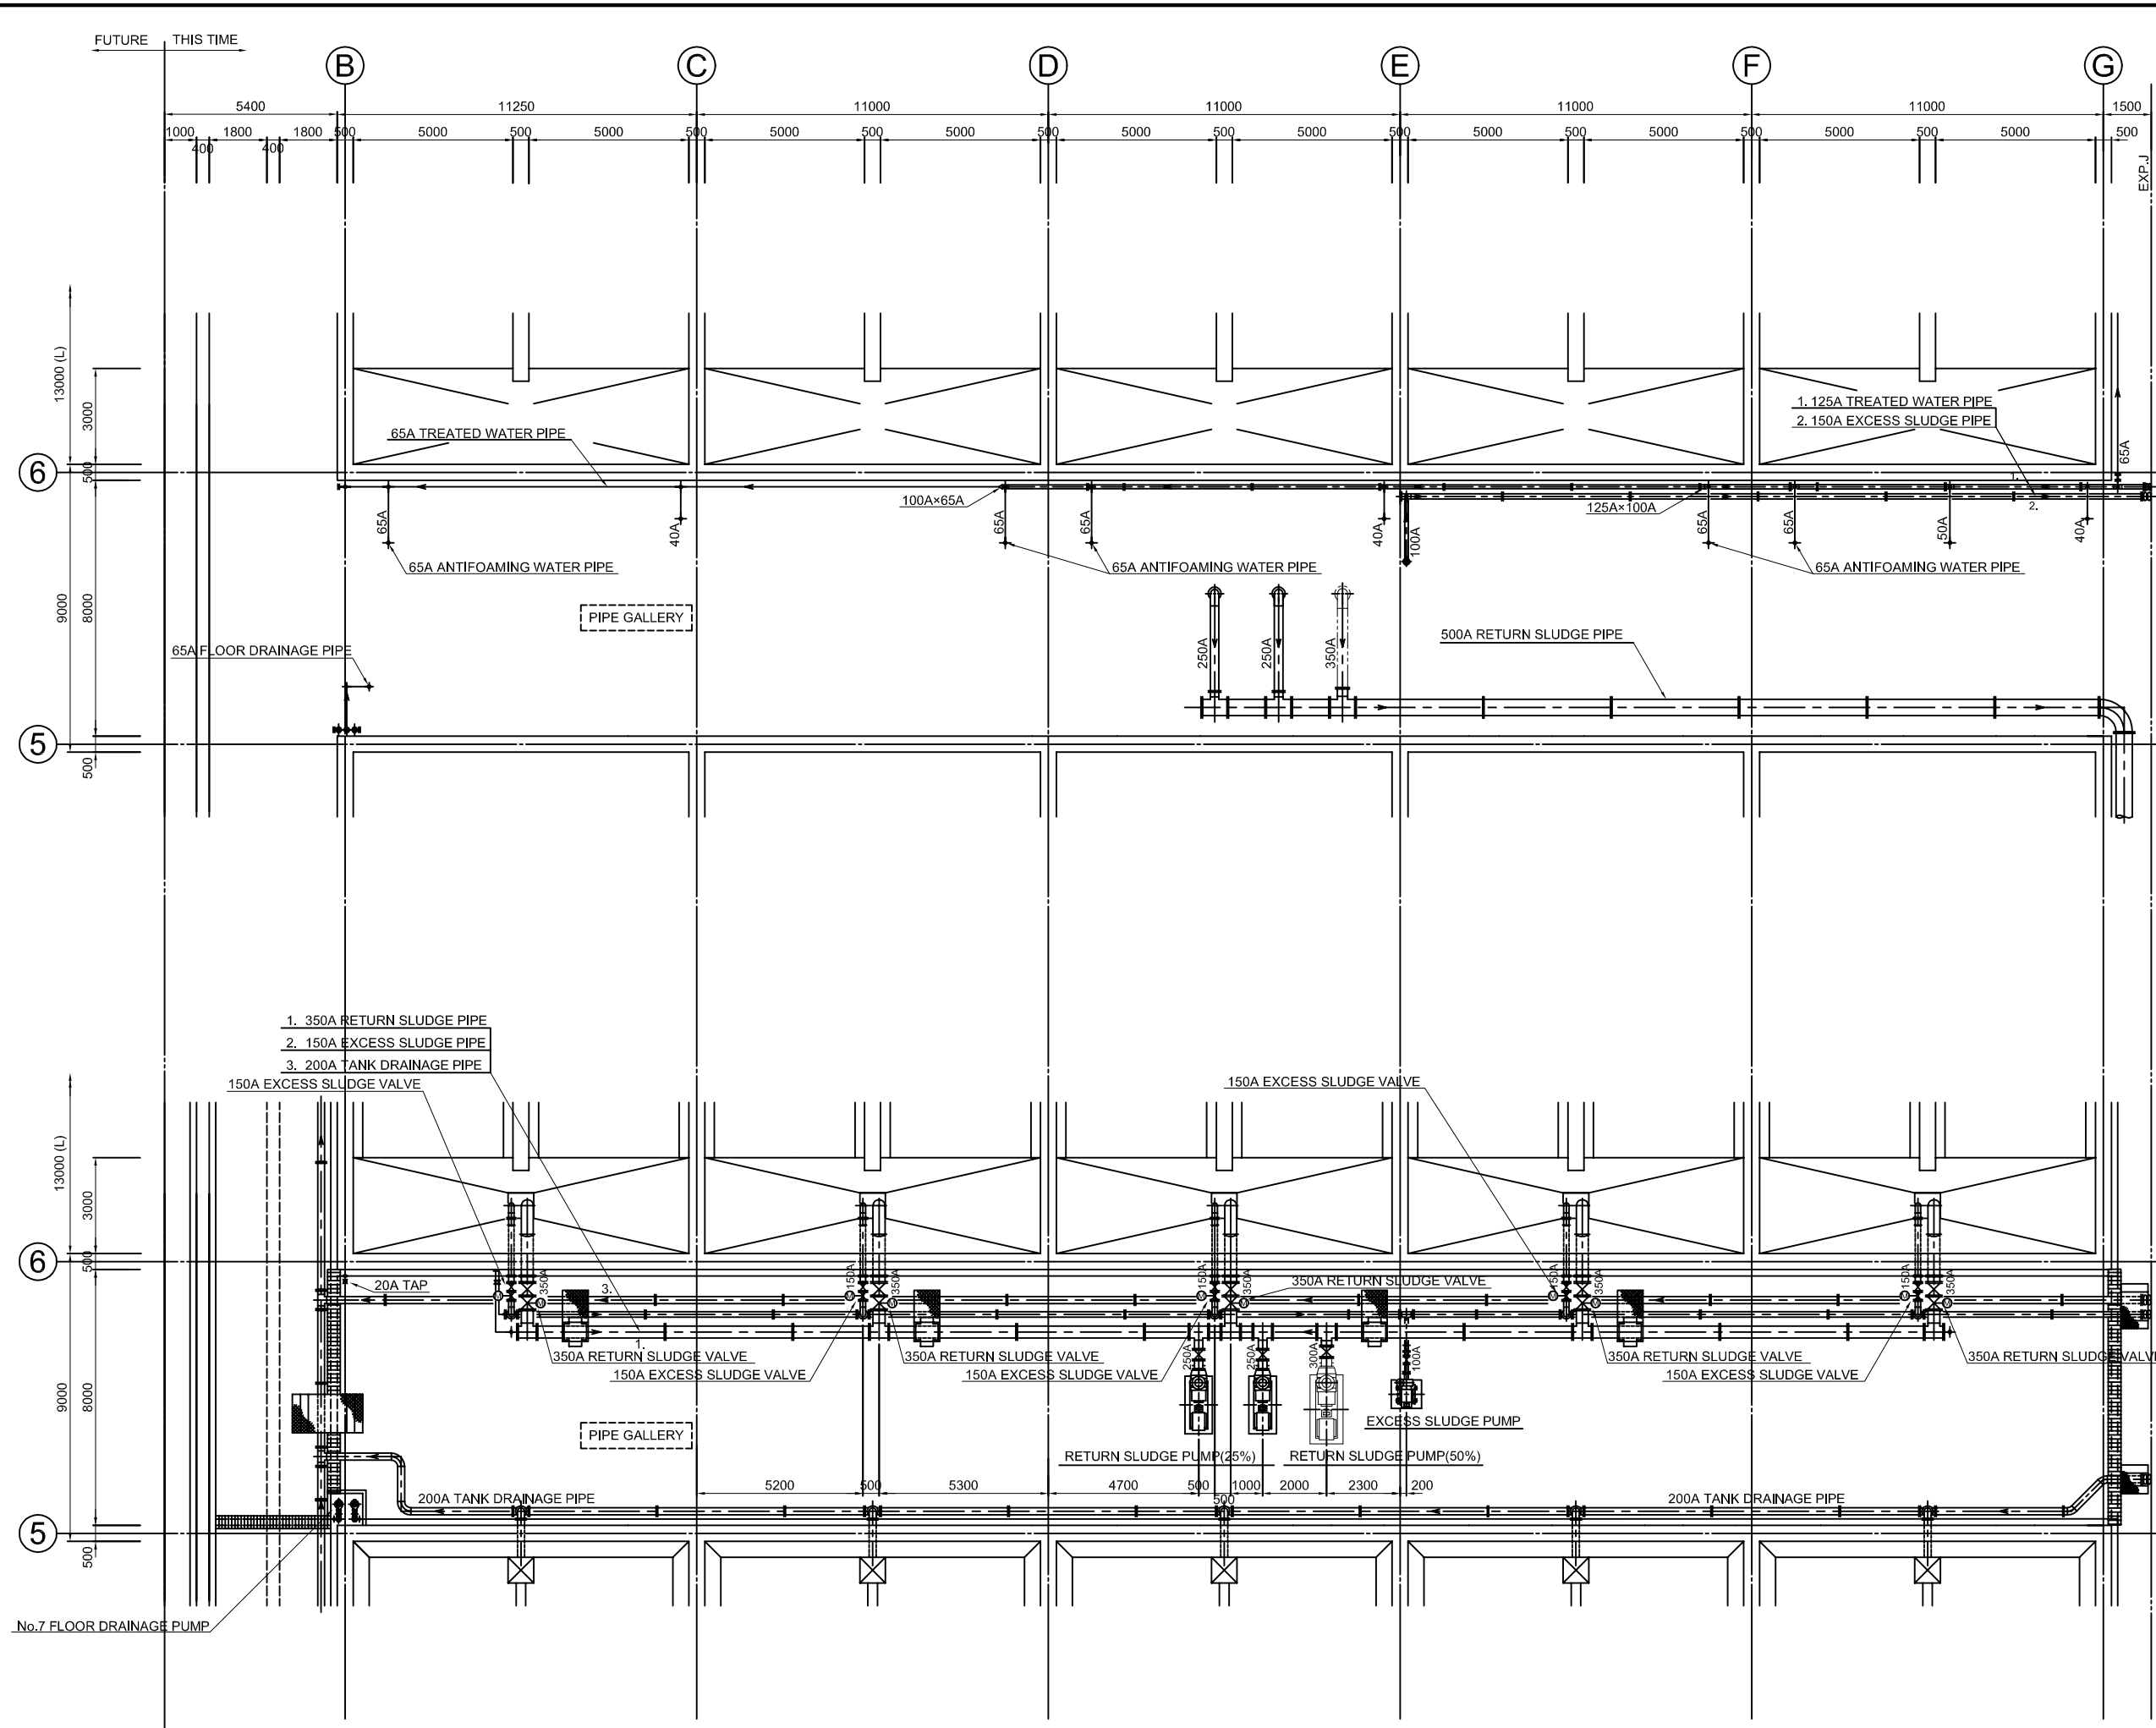 FUTURE THIS TIME
B C D E F G
5400 11250 11000 11000 11000 11000 1500
1000 1800 1800 500 5000 500 5000 500 5000 500 5000 500 5000 500 5000 500 5000 500 5000 500 5000 500 5000 500
400 400
EXP.J
13000 (L)
3000
1. 125A TREATED WATER PIPE
2. 150A EXCESS SLUDGE PIPE
65A TREATED WATER PIPE
65A
6
500
1.
100A×65A
125A×100A
2.
65A 40A 65A 65A 40A 100A 65A 65A 50A 40A
65A ANTIFOAMING WATER PIPE
65A ANTIFOAMING WATER PIPE
65A ANTIFOAMING WATER PIPE
9000
8000
PIPE GALLERY
65A FLOOR DRAINAGE PIPE
250A 250A 350A
500A RETURN SLUDGE PIPE
5
500
1. 350A RETURN SLUDGE PIPE
2. 150A EXCESS SLUDGE PIPE
3. 200A TANK DRAINAGE PIPE
150A EXCESS SLUDGE VALVE
150A EXCESS SLUDGE VALVE
13000 (L)
3000
6
500
20A TAP
350A 150A 350A 150A 350A 150A 350A 150A 350A
3.
350A RETURN SLUDGE VALVE
1.
350A RETURN SLUDGE VALVE
350A RETURN SLUDGE VALVE
350A RETURN SLUDGE VALVE
350A RETURN SLUDGE VALVE
250A 250A 300A 100A
150A EXCESS SLUDGE VALVE
150A EXCESS SLUDGE VALVE
150A EXCESS SLUDGE VALVE
9000
8000
EXCESS SLUDGE PUMP
PIPE GALLERY
RETURN SLUDGE PUMP(25%)
RETURN SLUDGE PUMP(50%)
5200 500 5300 4700 500 1000 2000 2300 200
500
200A TANK DRAINAGE PIPE
200A TANK DRAINAGE PIPE
5
500
No.7 FLOOR DRAINAGE PUMP